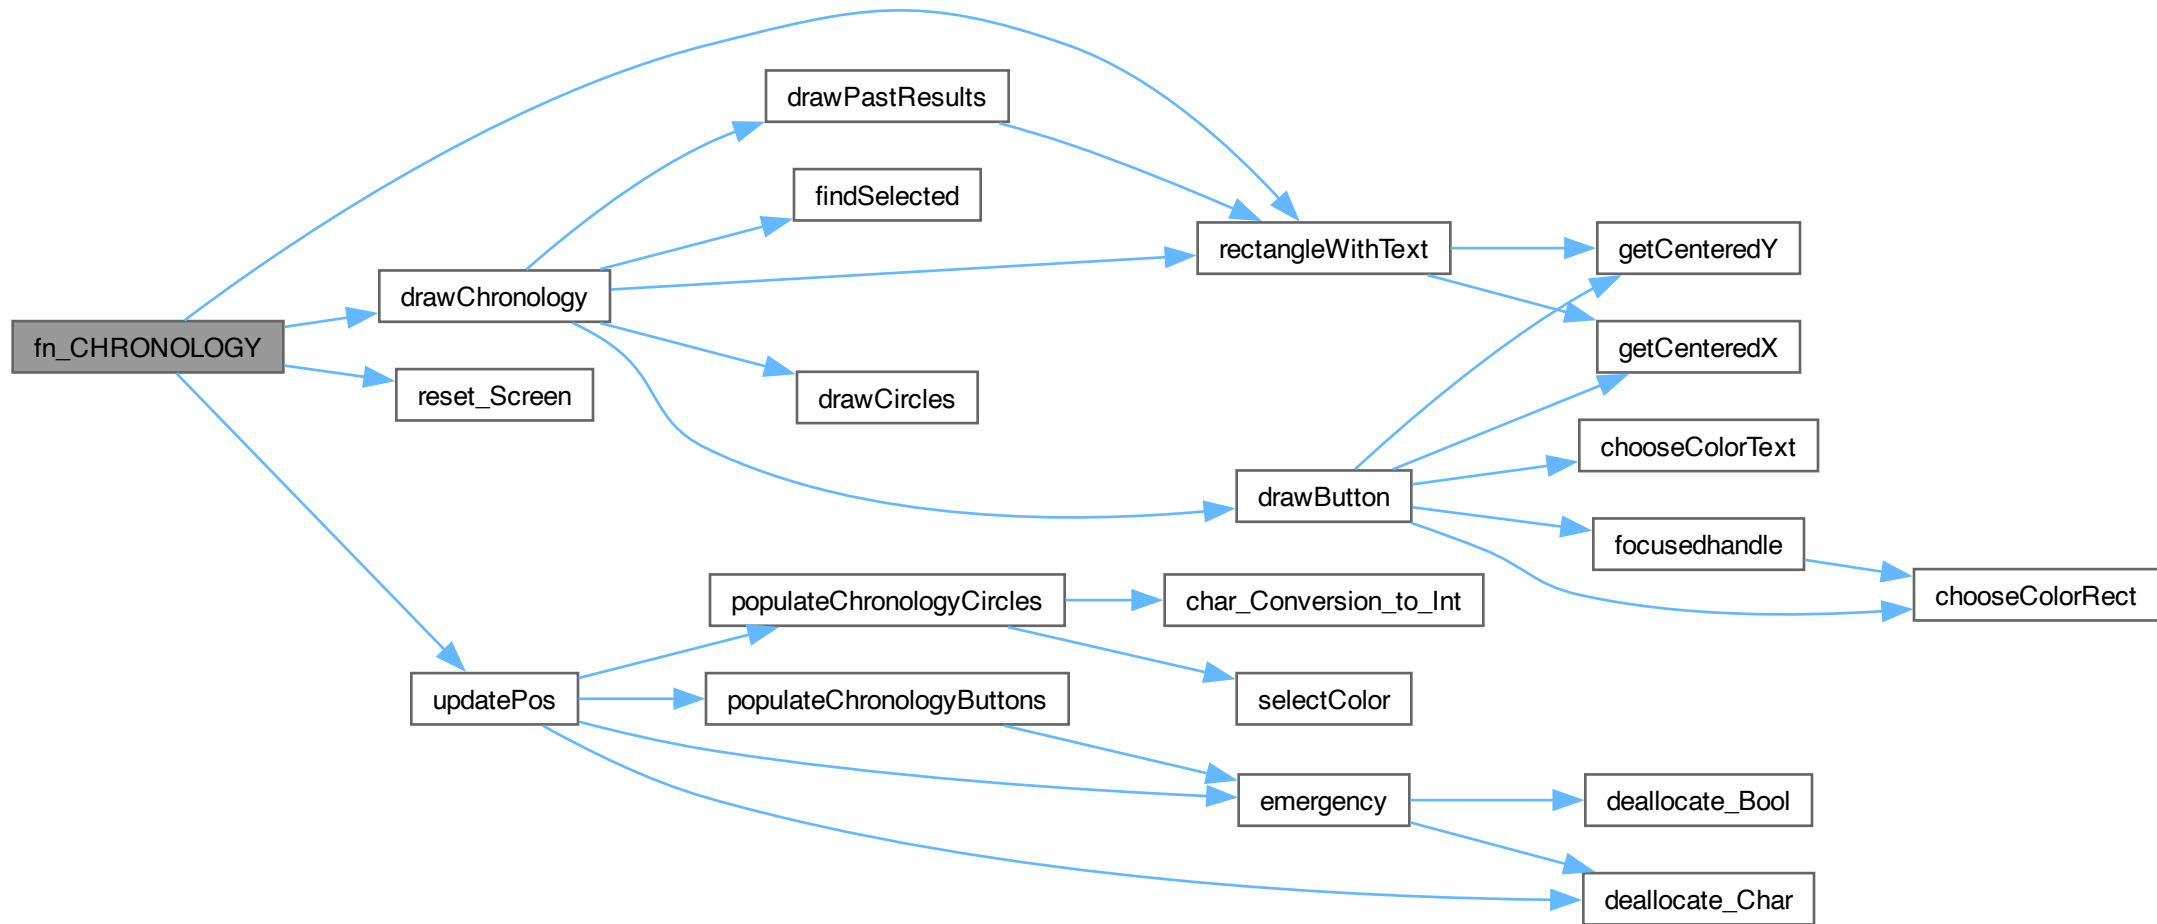 fn_CHRONOLOGY
drawChronology
reset_Screen
updatePos
drawPastResults
findSelected
drawCircles
populateChronologyCircles
populateChronologyButtons
rectangleWithText
drawButton
char_Conversion_to_Int
selectColor
emergency
getCenteredY
getCenteredX
chooseColorText
focusedhandle
deallocate_Bool
deallocate_Char
chooseColorRect